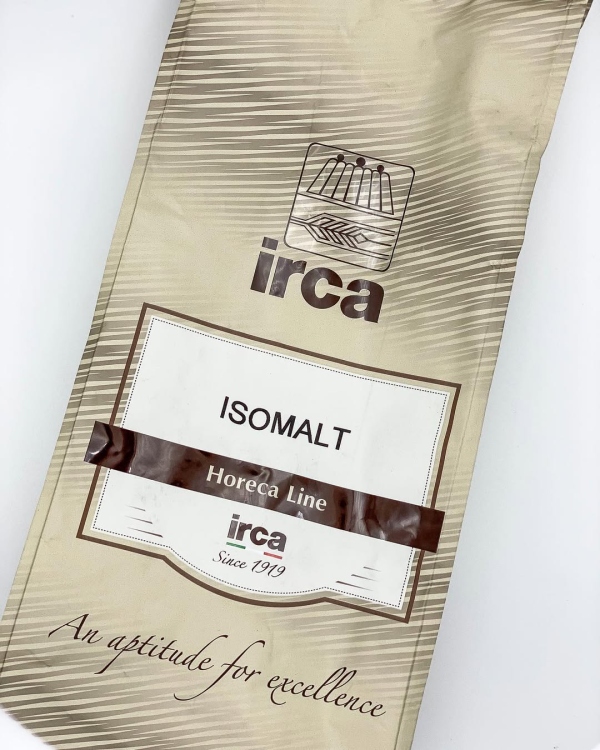 irca
ISOMALT
Horeca Line
irca
Since 1919
An aptitude for excellence